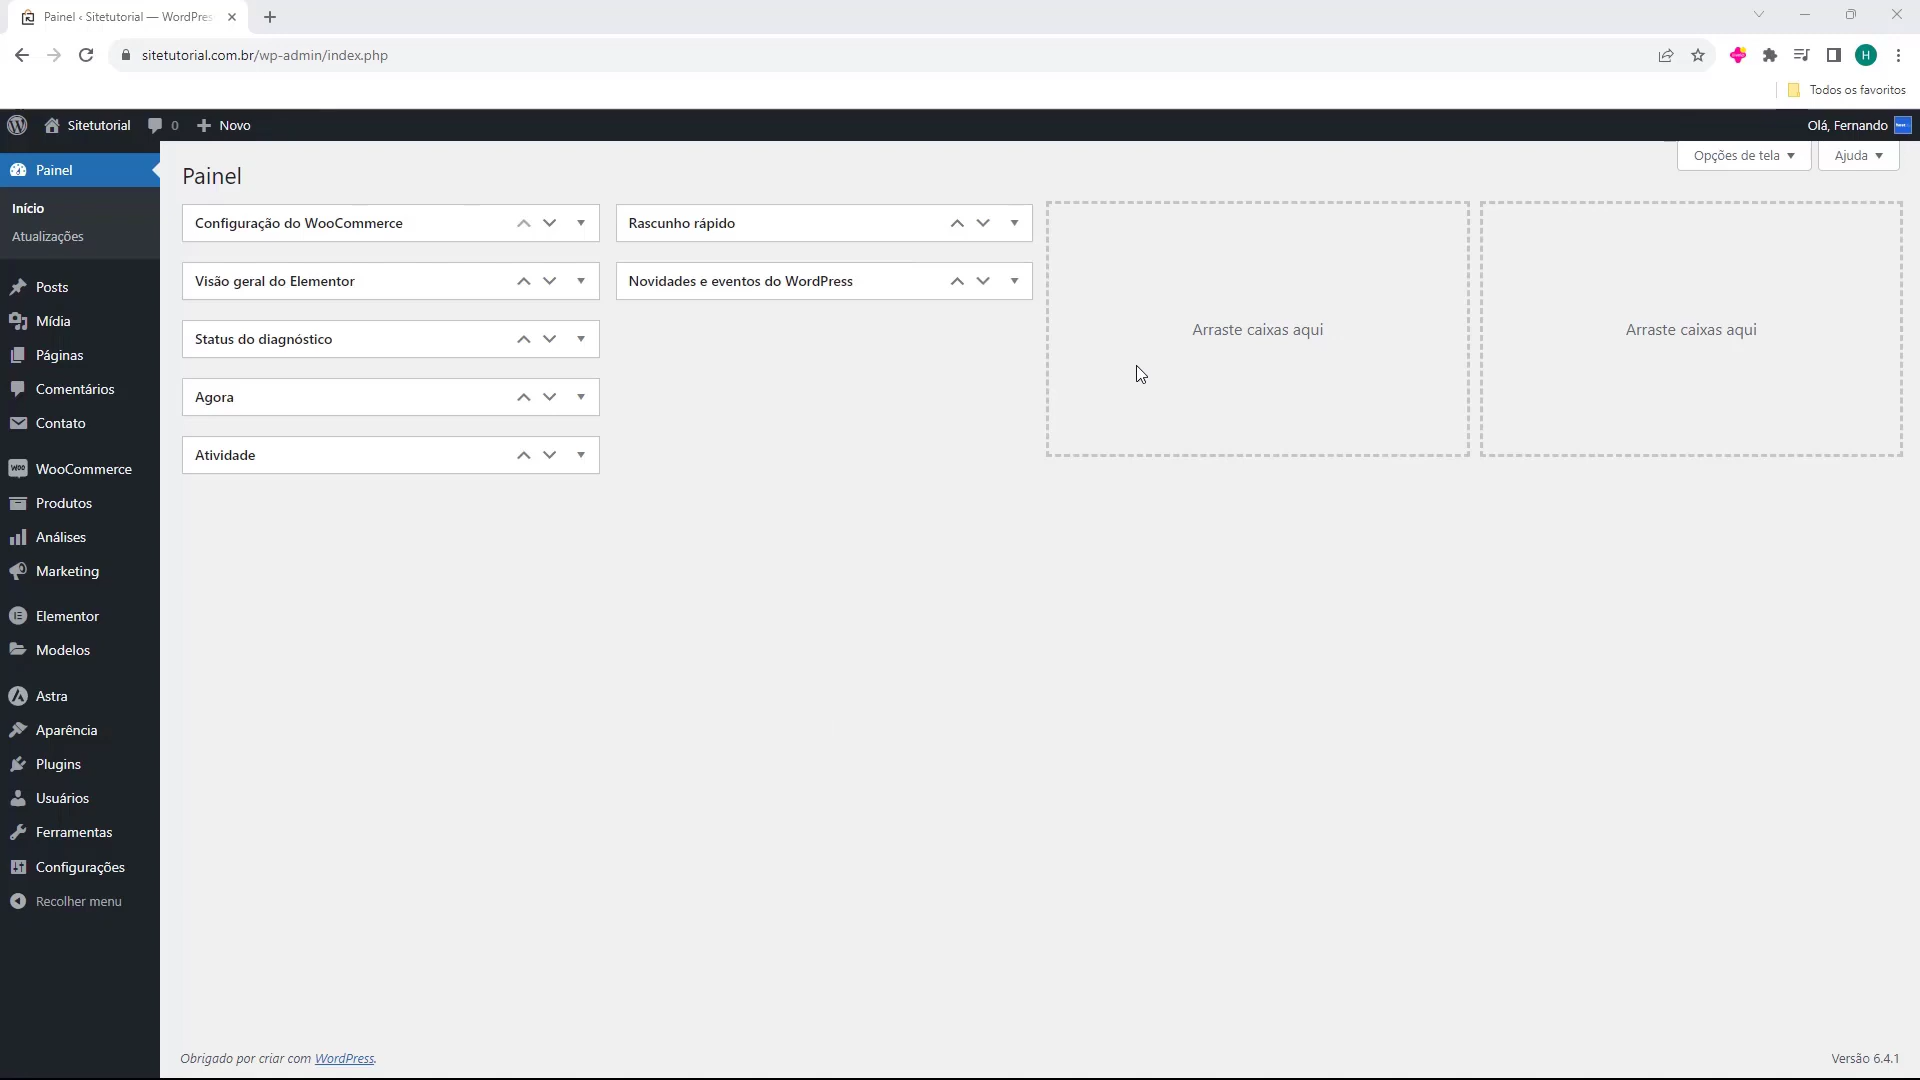 Painel ‹ Sitetutorial — WordPres
sitetutorial.com.br/wp-admin/index.php
H
Todos os favoritos
Sitetutorial
0
Novo
Olá, Fernando
Painel
Início
Atualizações
Posts
Mídia
Páginas
Comentários
Contato
WooCommerce
Produtos
Análises
Marketing
Elementor
Modelos
Astra
Aparência
Plugins
Usuários
Ferramentas
Configurações
Recolher menu
Opções de tela
Ajuda
Painel
Configuração do WooCommerce
Visão geral do Elementor
Status do diagnóstico
Agora
Atividade
Rascunho rápido
Novidades e eventos do WordPress
Arraste caixas aqui
Arraste caixas aqui
Obrigado por criar com WordPress.
Versão 6.4.1